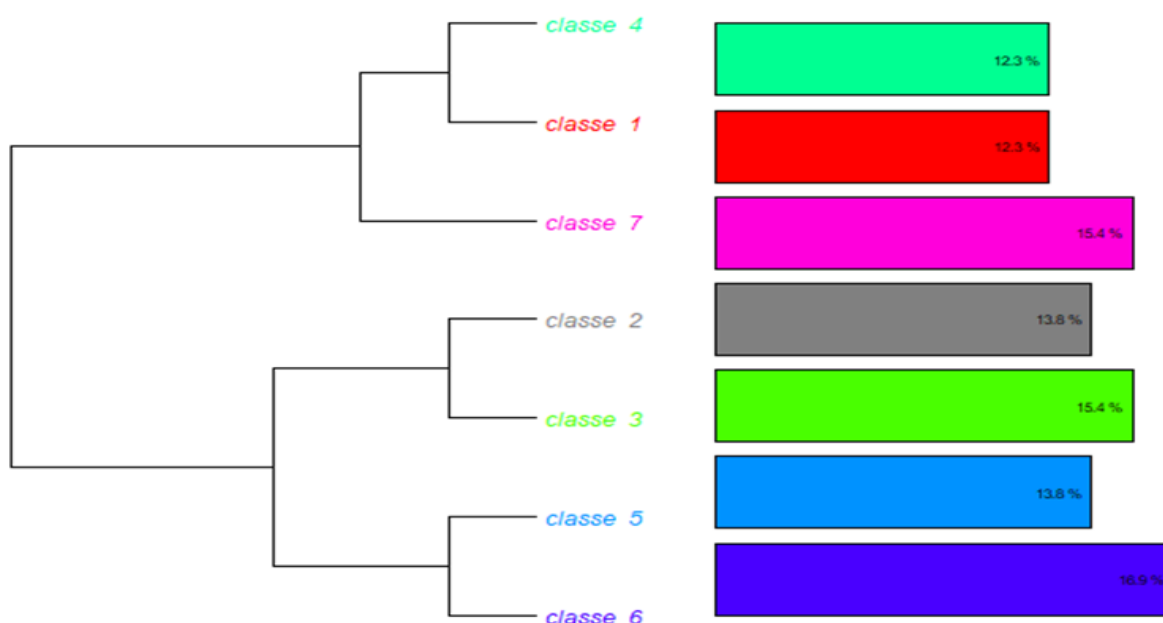 classe 4
12.3 %
classe 1
12.3 %
classe 7
15.4 %
classe 2
13.8 %
classe 3
15.4 %
classe 5
13.8 %
classe 6
16.9 %